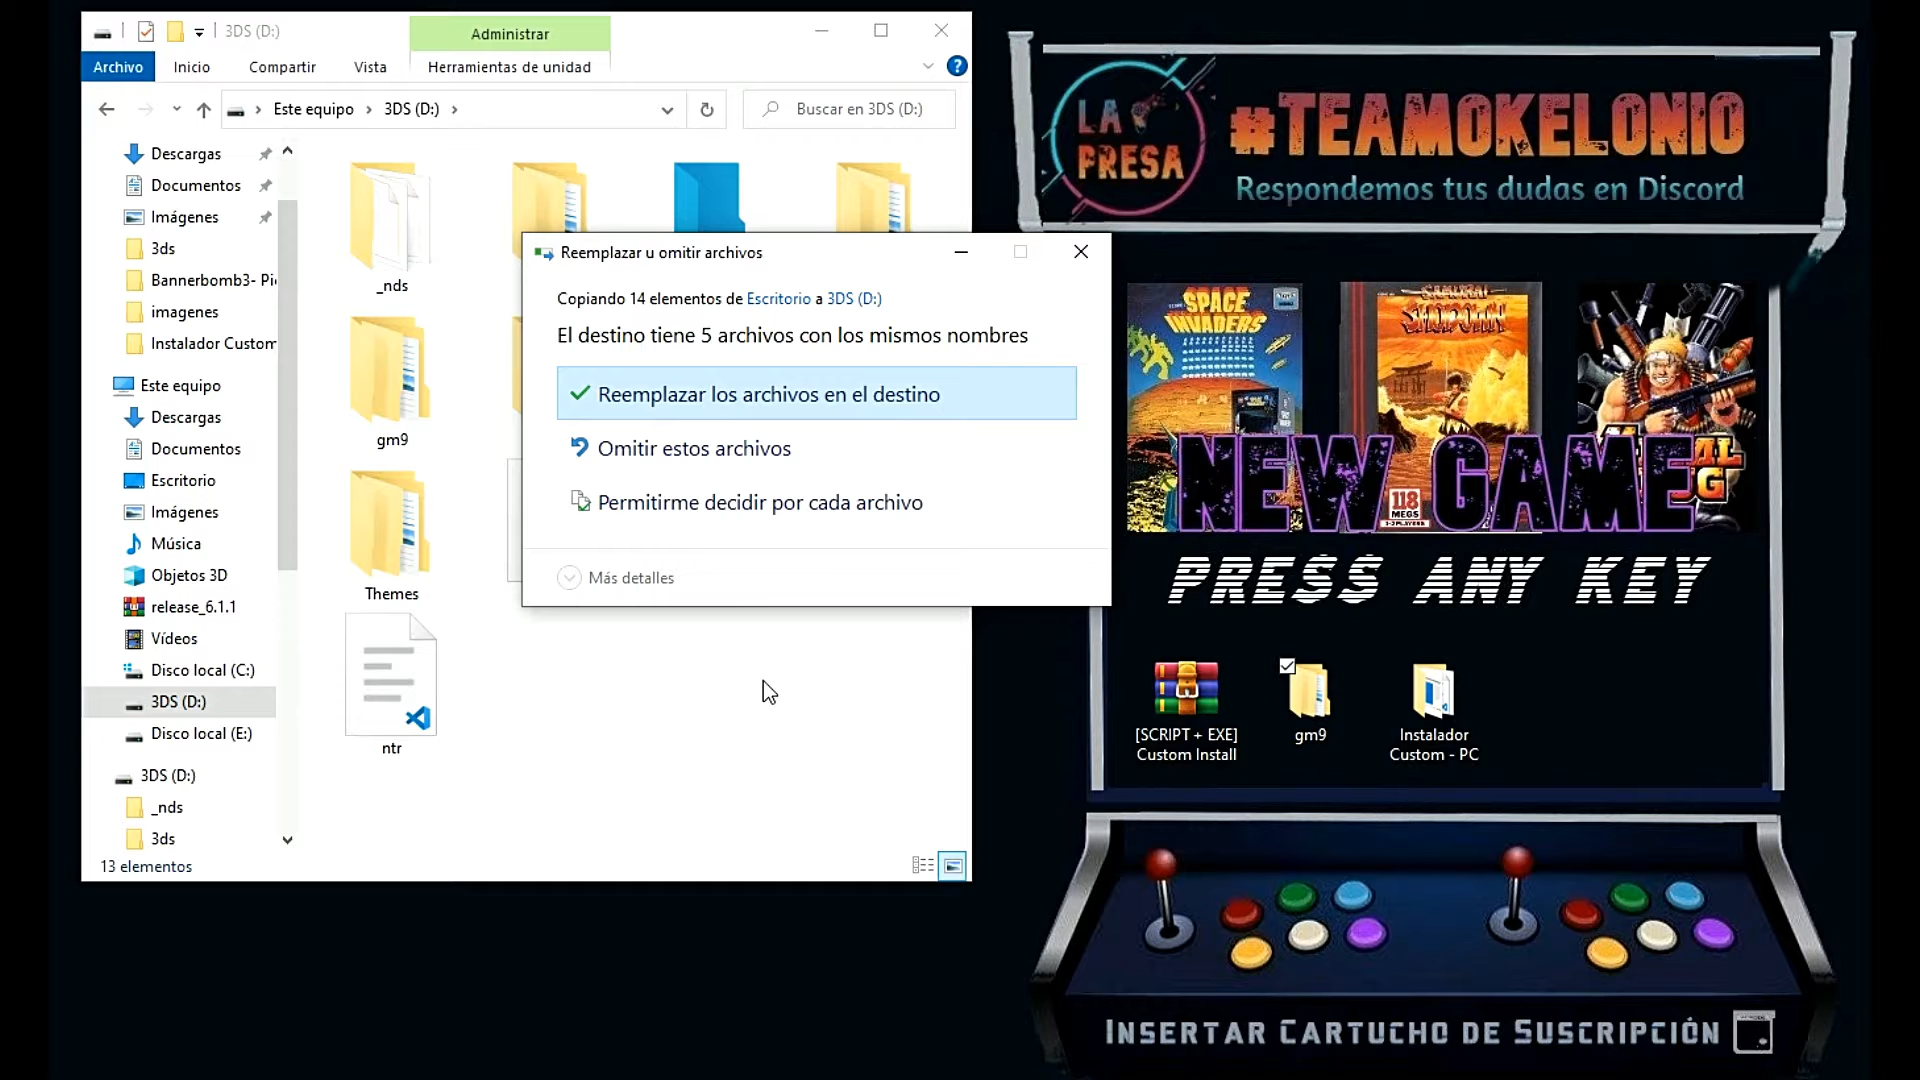 3DS (D:)
Administrar
Archivo
Inicio
Compartir
Vista
Herramientas de unidad
Este equipo
3DS (D:)
Buscar en 3DS (D:)
Descargas
Documentos
Imágenes
3ds
Bannerbomb3- Pi
imagenes
Instalador Custom
Este equipo
Descargas
Documentos
Escritorio
Imágenes
Música
Objetos 3D
release_6.1.1
Vídeos
Disco local (C:)
3DS (D:)
Disco local (E:)
3DS (D:)
_nds
3ds
13 elementos
_nds
gm9
Themes
ntr
Reemplazar u omitir archivos
Copiando 14 elementos de Escritorio a 3DS (D:)
El destino tiene 5 archivos con los mismos nombres
Reemplazar los archivos en el destino
Omitir estos archivos
Permitirme decidir por cada archivo
Más detalles
LA
PRESA
#TEAMOKELONIO
Respondemos tus dudas en Discord
SPACE
INVADERS
SAMURAI
SHODOWN
118
MEGS
NEW GAME
PRESS ANY KEY
[SCRIPT + EXE]
Custom Install
gm9
Instalador
Custom - PC
INSERTAR CARTUCHO DE SUSCRIPCIÓN